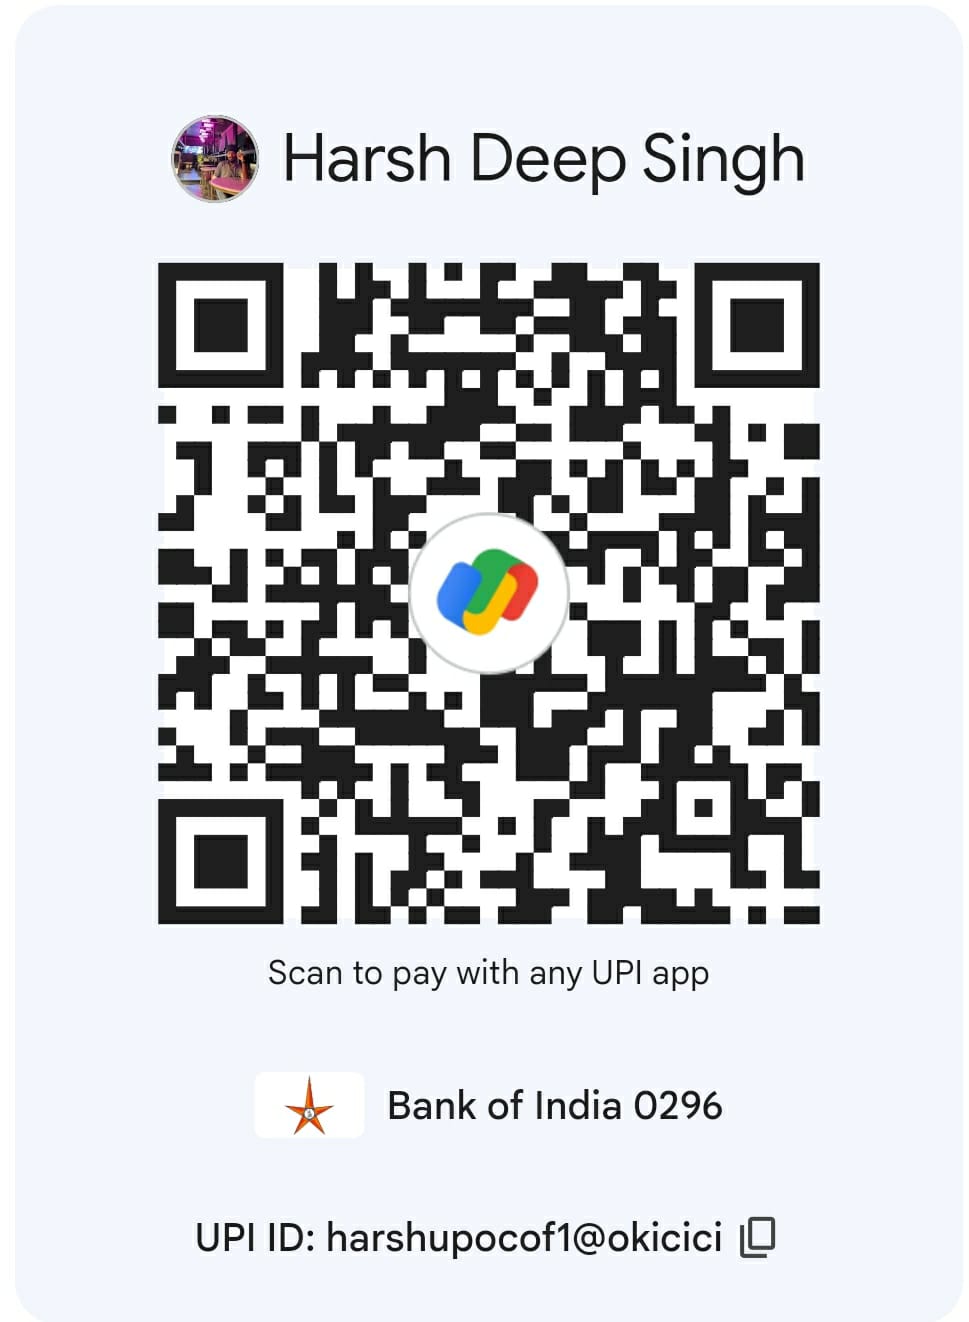 Harsh Deep Singh
Scan to pay with any UPI app
Bank of India 0296
UPI ID: harshupocof1@okicici